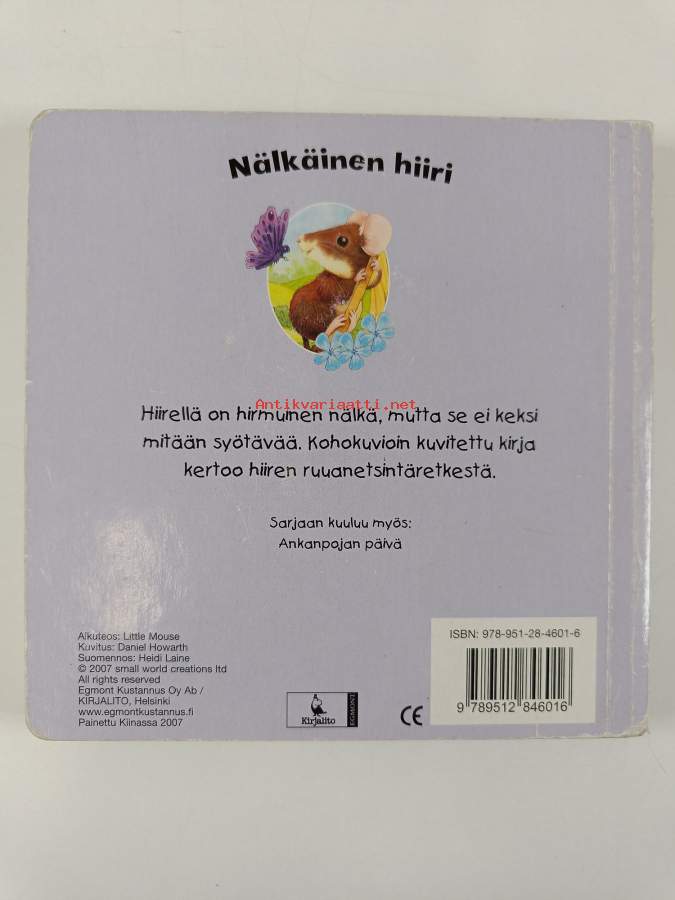 Nälkäinen hiiri
Antikvariaatti.net
Hiirellä on hirmuinen nälkä, mutta se ei keksi
mitään syötävää. Kohokuvioin kuvitettu kirja
kertoo hiiren ruuanetsintäretkestä.
Sarjaan kuuluu myös:
Ankanpojan päivä
Alkuteos: Little Mouse
Kuvitus: Daniel Howarth
Suomennos: Heidi Laine
© 2007 small world creations ltd
All rights reserved
Egmont Kustannus Oy Ab /
KIRJALITO, Helsinki
www.egmontkustannus.fi
Painettu Kiinassa 2007
Kirjalito
EGMONT
CE
ISBN: 978-951-28-4601-6
9 789512 846016